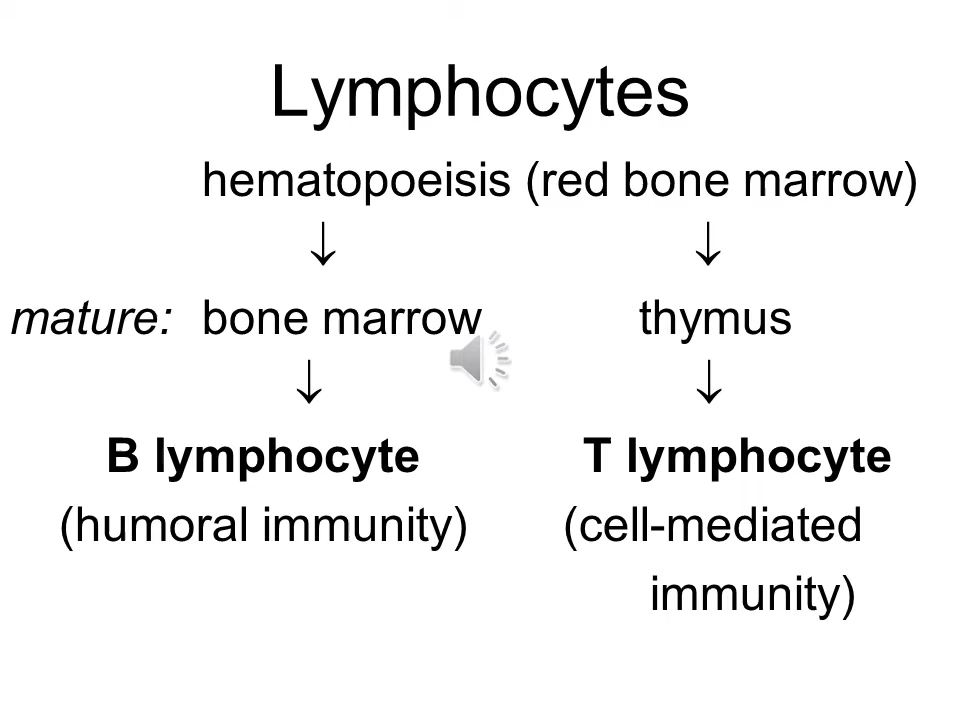 Lymphocytes
hematopoeisis (red bone marrow)
↓ ↓
mature: bone marrow thymus
↓ ↓
B lymphocyte T lymphocyte
(humoral immunity) (cell-mediated
immunity)